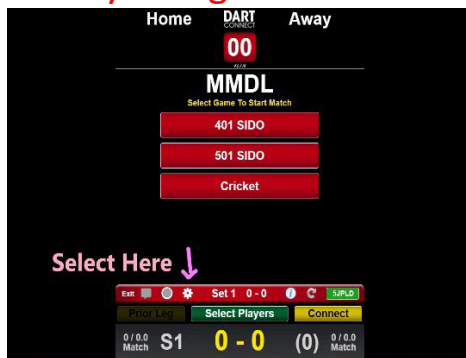 Home DART Away
CONNECT
00
MMDL
Select Game To Start Match
401 SIDO
501 SIDO
Cricket
Select Here
Exit Set 1 0 - 0 i 5JPLD
Prior Leg Select Players Connect
0 / 0.0 S1 0 - 0 (0) 0 / 0.0
Match Match